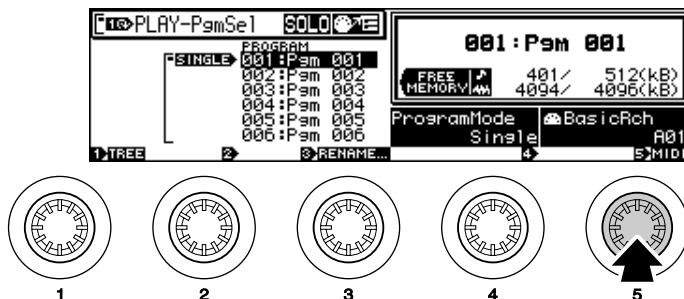 PLAY-PgmSel SOLO
PROGRAM
SINGLE 001:Pgm 001
002:Pgm 002
003:Pgm 003
004:Pgm 004
005:Pgm 005
006:Pgm 006
001:Pgm 001
FREE MEMORY 401/ 512(kB)
4094/ 4096(kB)
ProgramMode
Single
BasicRch
A01
1 TREE 2 3 RENAME... 4 5 MIDI
1 2 3 4 5